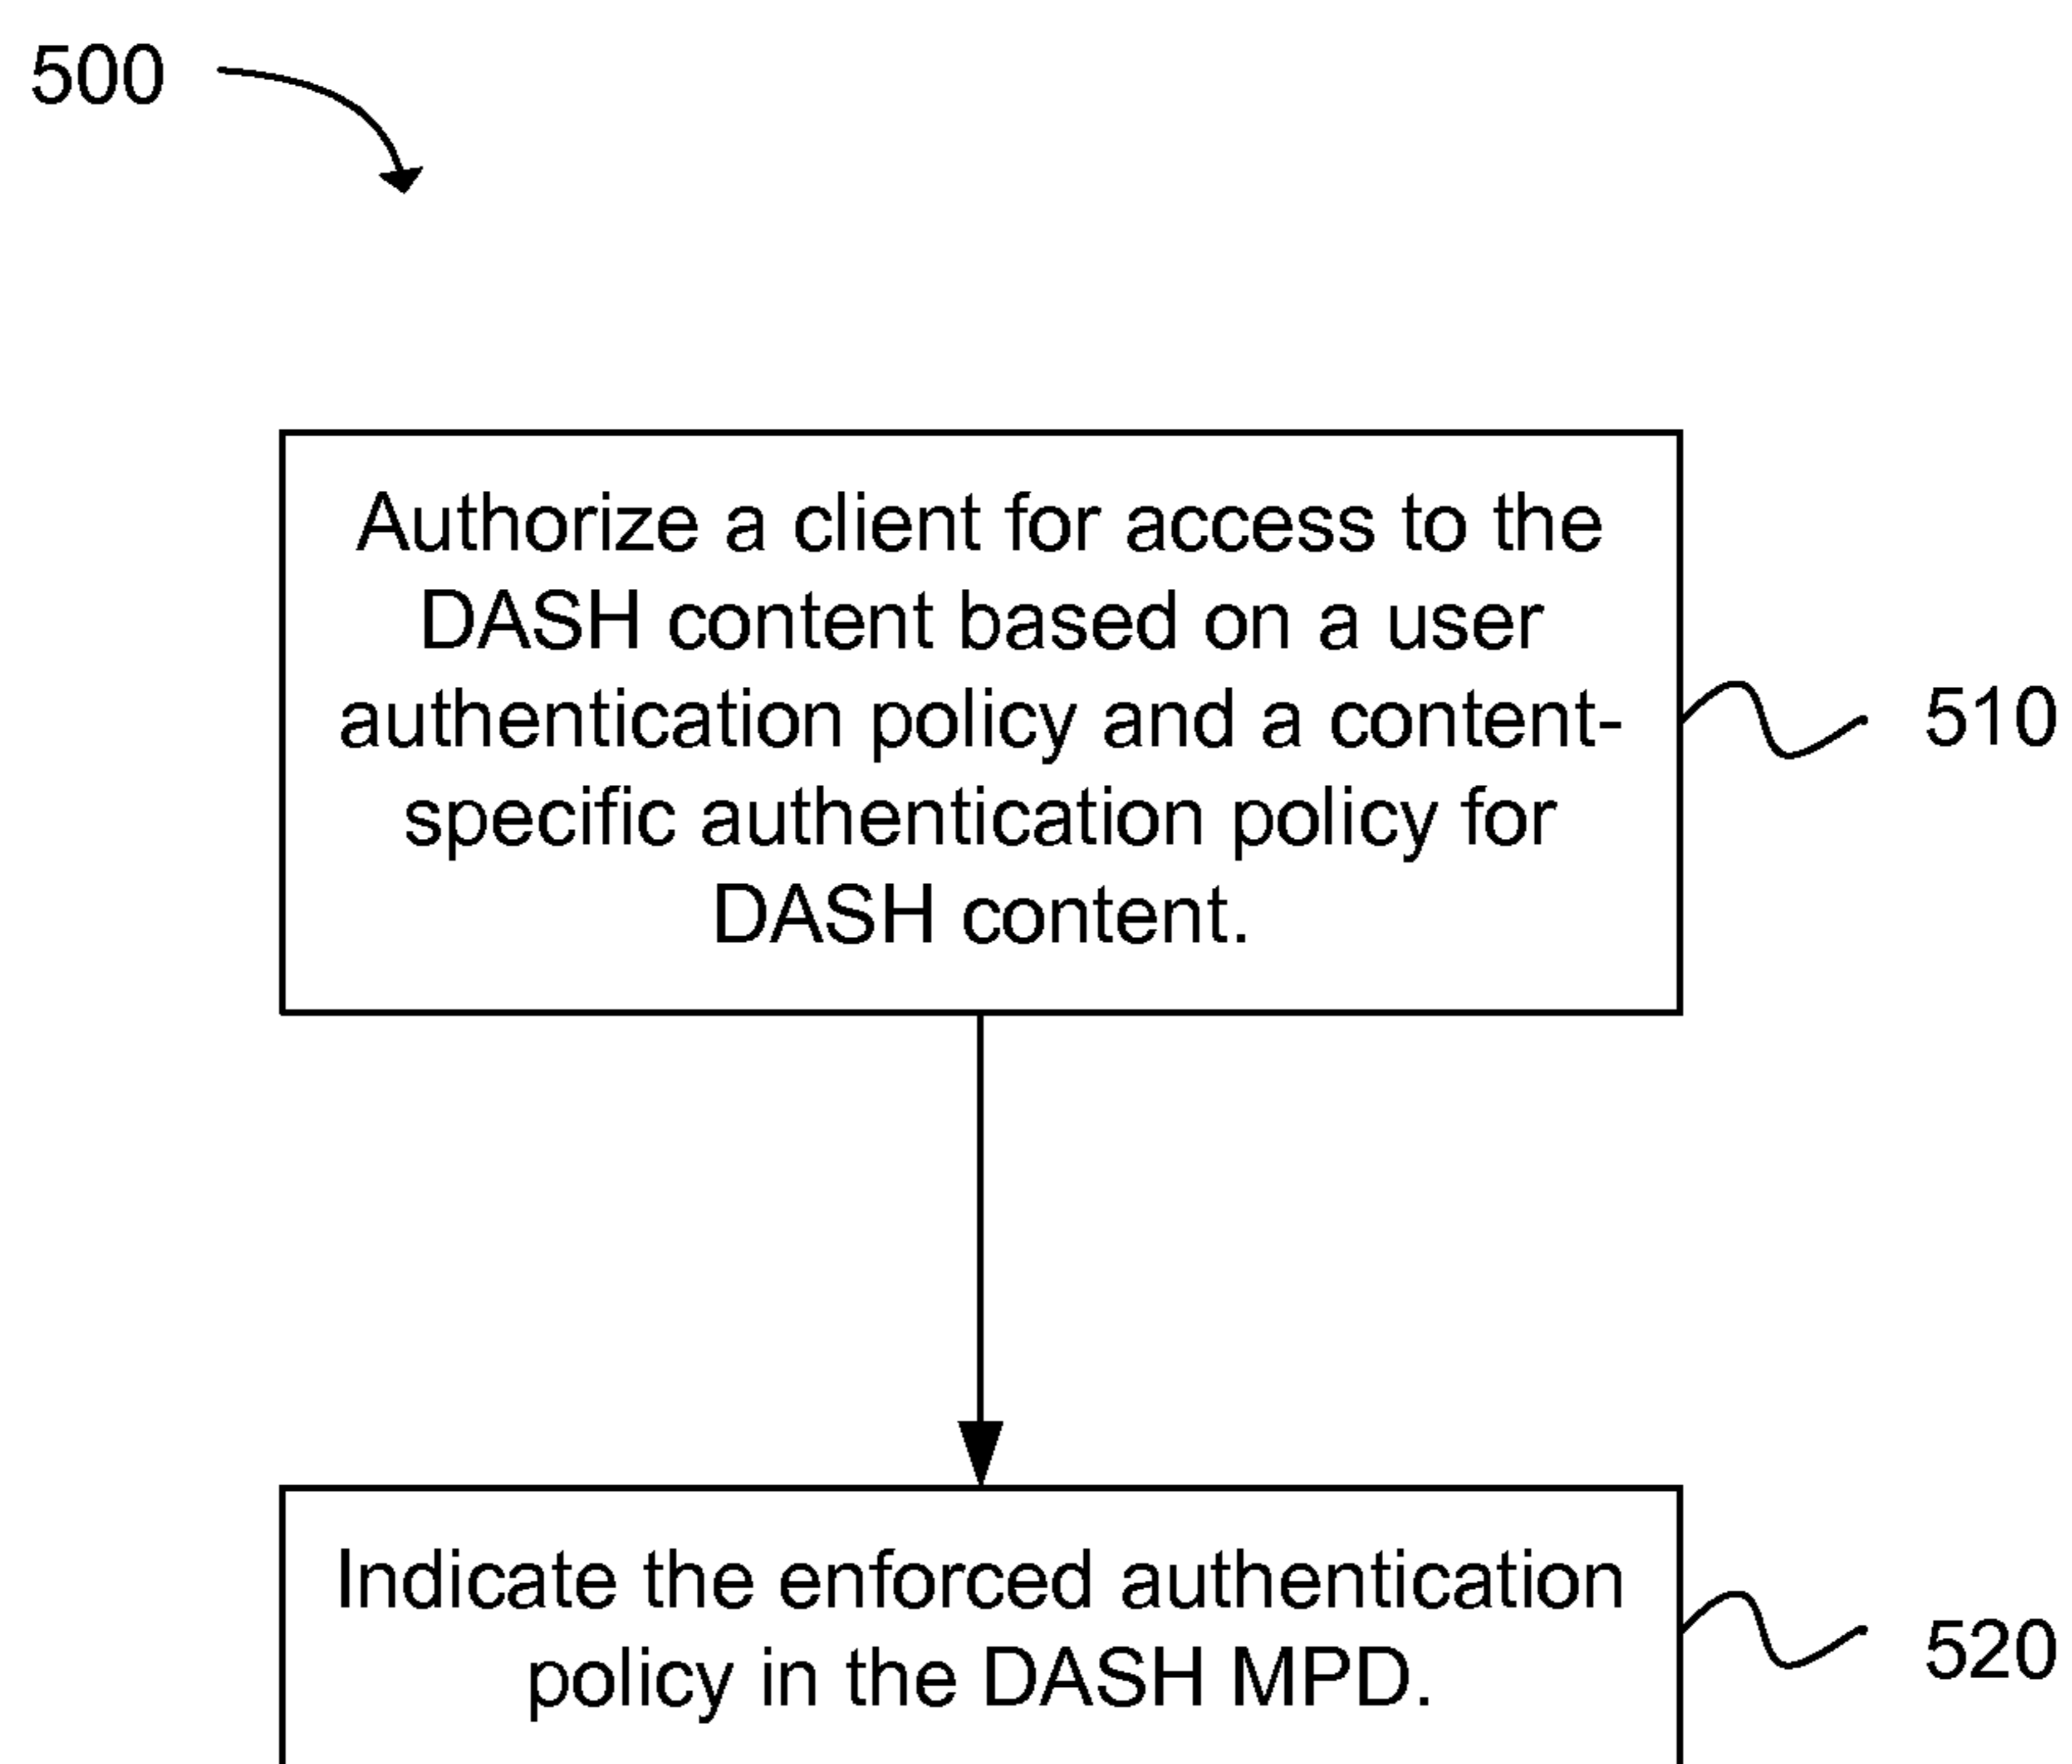 500
Authorize a client for access to the
DASH content based on a user
authentication policy and a content-
specific authentication policy for
DASH content.
510
Indicate the enforced authentication
policy in the DASH MPD.
520